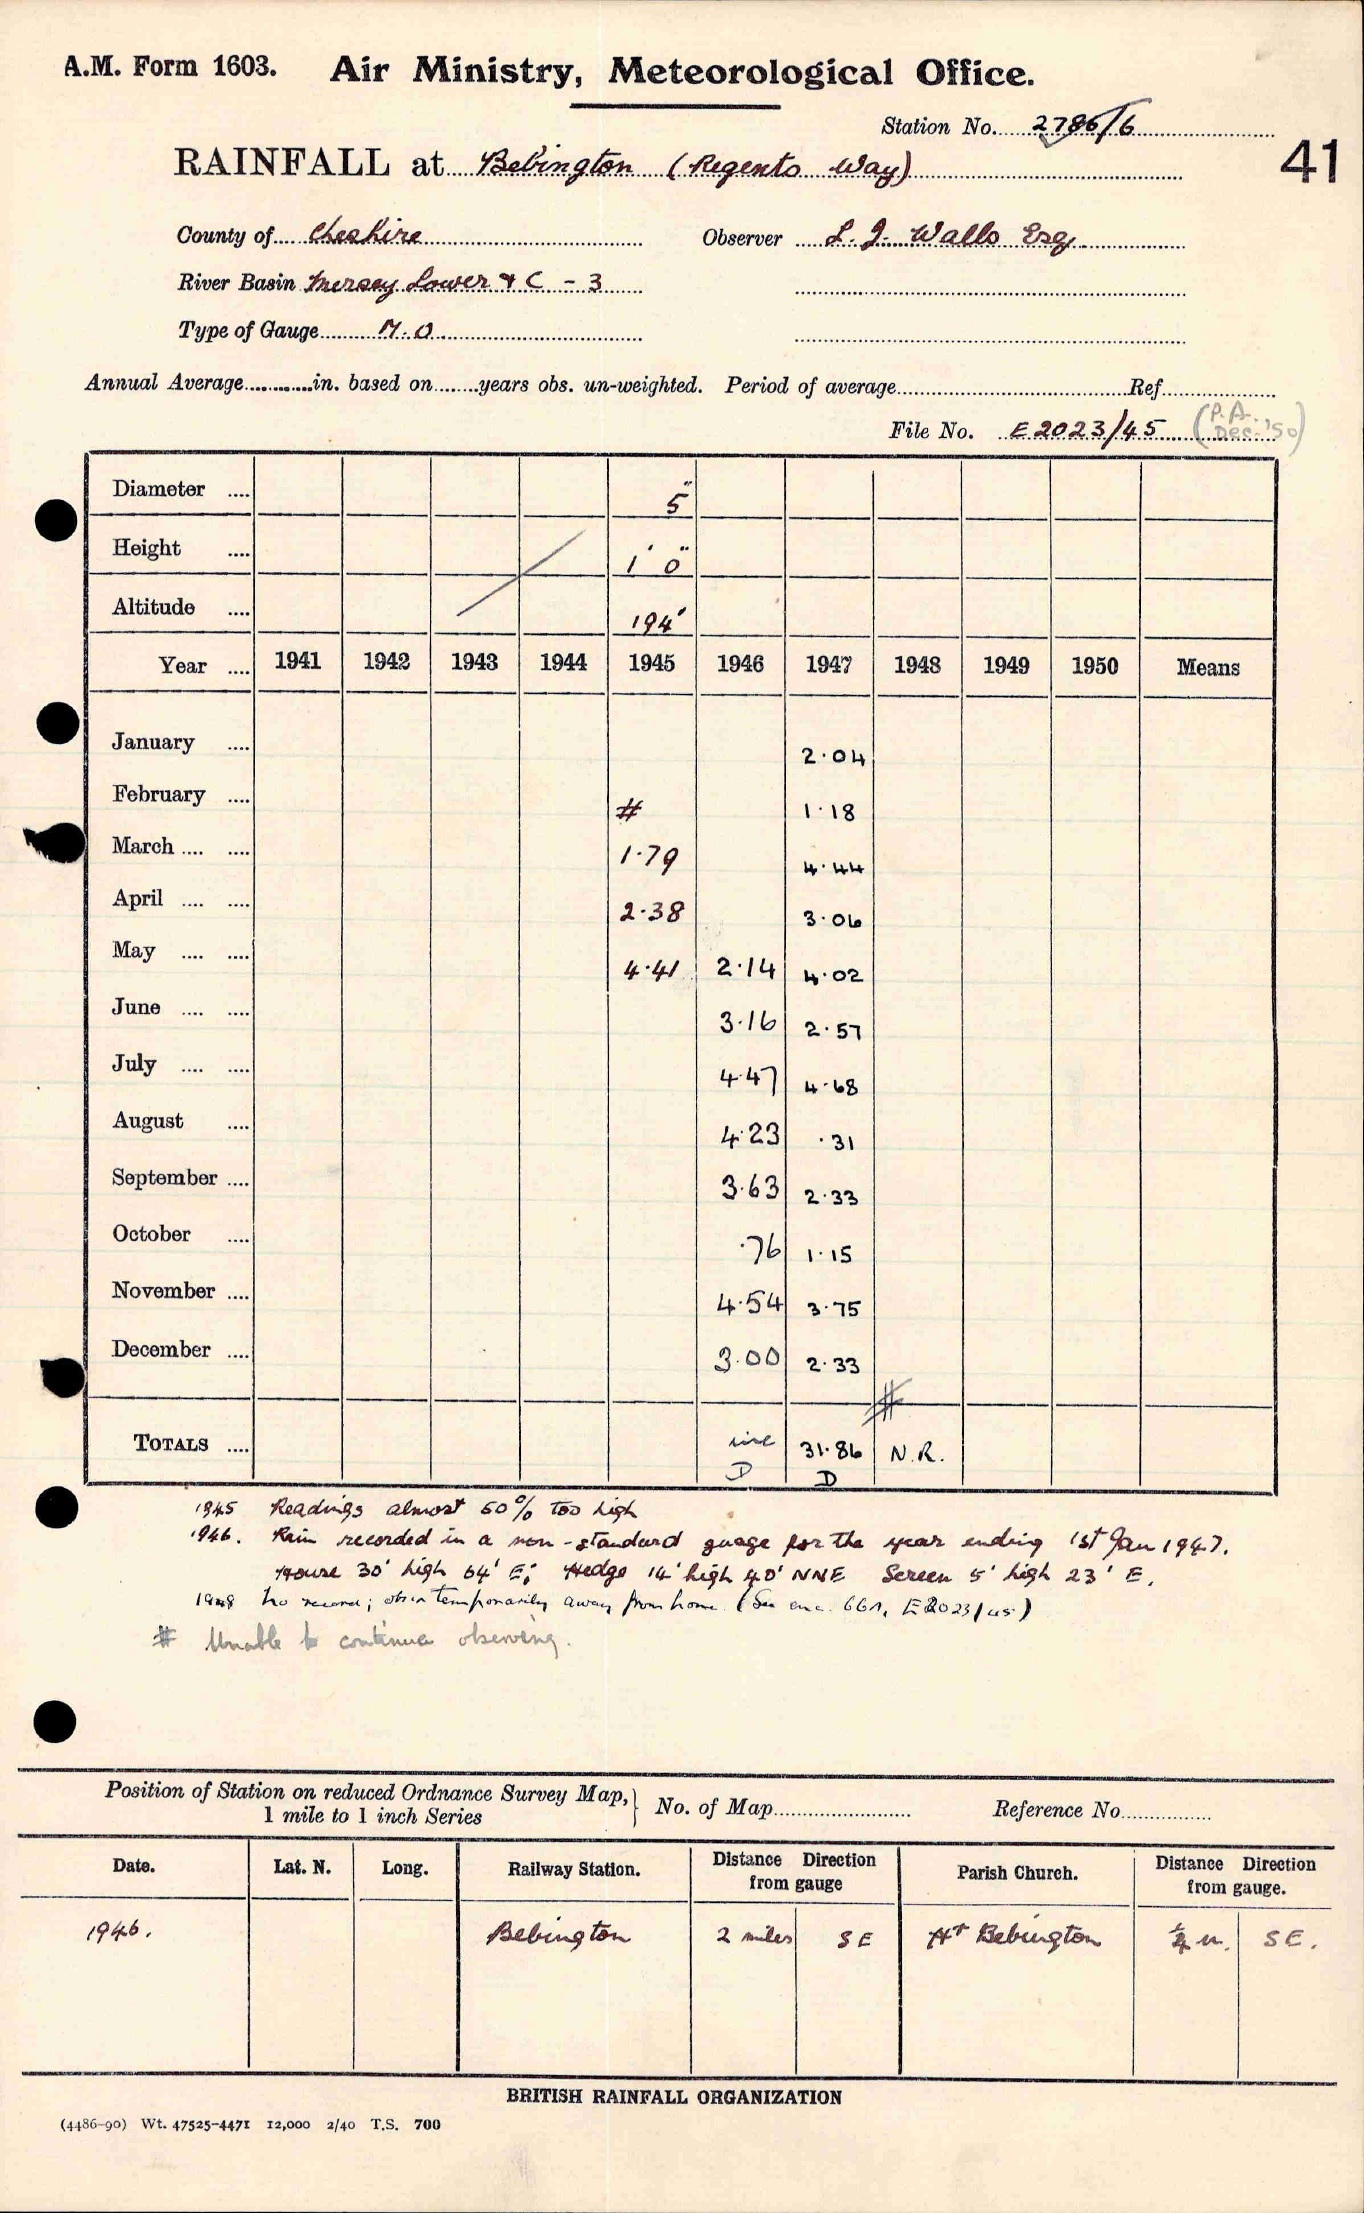 A.M. Form 1603. Air Ministry, Meteorological Office.
Station No. 2786/6
41
RAINFALL at Bebington (Regents Way)
County of Cheshire Observer L. J. Walls Esq.
River Basin Mersey Lower & C - 3
Type of Gauge M.O.
Annual Average in. based on years obs. un-weighted. Period of average Ref
File No. E2023/45 (P.A. Dec. '50)
Diameter 5"
Height 1' 0"
Altitude 194'
Year 1941 1942 1943 1944 1945 1946 1947 1948 1949 1950 Means
January 2.04
February # 1.18
March 1.79 4.44
April 2.38 3.06
May 4.41 2.14 4.02
June 3.16 2.57
July 4.47 4.68
August 4.23 .31
September 3.63 2.33
October .76 1.15
November 4.54 3.75
December 3.00 2.33
#
TOTALS inc 31.86 N.R.
D D
1945 Readings almost 50% too high
1946. Rain recorded in a non-standard guage for the year ending 1st Jan 1947.
House 30' high 64' E; Hedge 14' high 40' NNE Screen 5' high 23' E.
1948 No record; obsr temporarily away from home. (See enc. 66A, E2023/45)
# Unable to continue observing.
Position of Station on reduced Ordnance Survey Map, 1 mile to 1 inch Series } No. of Map Reference No.
Date. Lat. N. Long. Railway Station. Distance Direction from gauge Parish Church. Distance Direction from gauge.
1946. Bebington 2 miles SE Hr Bebington ¼ m. SE.
BRITISH RAINFALL ORGANIZATION
(4486-90) Wt. 47525-4471 12,000 2/40 T.S. 700